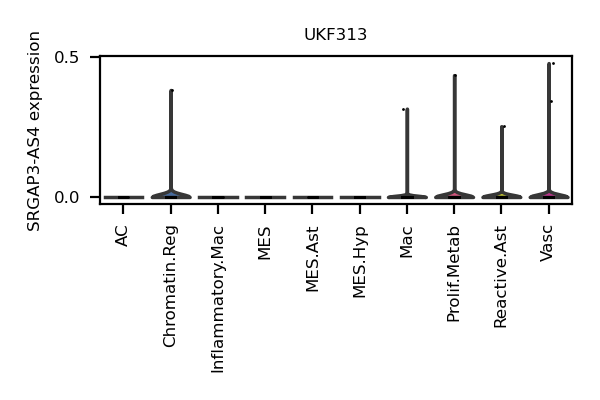 UKF313
SRGAP3-AS4 expression
0.5
0.0
AC
Chromatin.Reg
Inflammatory.Mac
MES
MES.Ast
MES.Hyp
Mac
Prolif.Metab
Reactive.Ast
Vasc